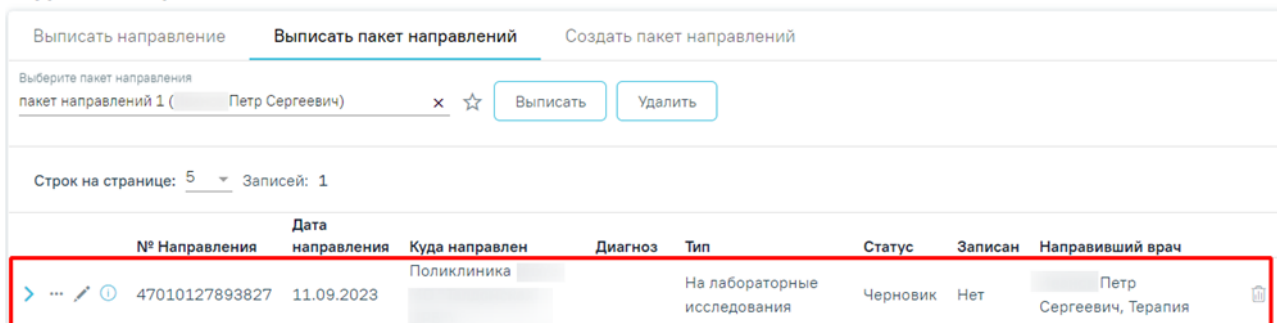 Выписать направление Выписать пакет направлений Создать пакет направлений
Выберите пакет направления
пакет направлений 1 ( Петр Сергеевич) × ☆ Выписать Удалить
Строк на странице: 5 Записей: 1
№ Направления Дата направления Куда направлен Диагноз Тип Статус Записан Направивший врач
47010127893827 11.09.2023 Поликлиника На лабораторные исследования Черновик Нет Петр Сергеевич, Терапия